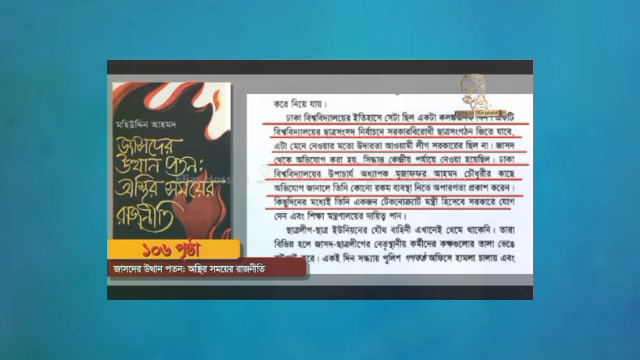 মহিউদ্দিন আহমদ
জাসদের
উত্থান পতন:
অস্থির সময়ের
রাজনীতি
১০৬ পৃষ্ঠা
জাসদের উত্থান পতন: অস্থির সময়ের রাজনীতি
করে নিয়ে যায়।
ঢাকা বিশ্ববিদ্যালয়ের ইতিহাসে সেটা ছিল একটা
বিশ্ববিদ্যালয়ের ছাত্রসংসদ নির্বাচনে সরকারবিরোধী ছাত্রসংগঠন জিতে যাবে,
এটা মেনে নেওয়ার মতো উদারতা আওয়ামী লীগ সরকারের ছিল না। জাসদ
থেকে অভিযোগ করা হয়, সিদ্ধান্ত কেন্দ্রীয় পর্যায়ে নেওয়া হয়েছিল। ঢাকা
বিশ্ববিদ্যালয়ের উপাচার্য অধ্যাপক মুজাফফর আহমদ চৌধুরীর কাছে
অভিযোগ জানালে তিনি কোনো রকম ব্যবস্থা নিতে অপারগতা প্রকাশ করেন।
কিছুদিনের মধ্যেই তিনি একজন টেকনোক্র্যাট মন্ত্রী হিসেবে সরকারে যোগ
দেন এবং শিক্ষা মন্ত্রণালয়ের দায়িত্ব পান।
ছাত্রলীগ-ছাত্র ইউনিয়নের যৌথ বাহিনী এখানেই থেমে থাকেনি। তারা
বিভিন্ন হলে জাসদ-ছাত্রলীগের নেতৃস্থানীয় কর্মীদের কক্ষগুলোর তালা ভেঙে
করে। একই দিন সন্ধ্যায় পুলিশ গণকণ্ঠ অফিসে হামলা চালায় এবং